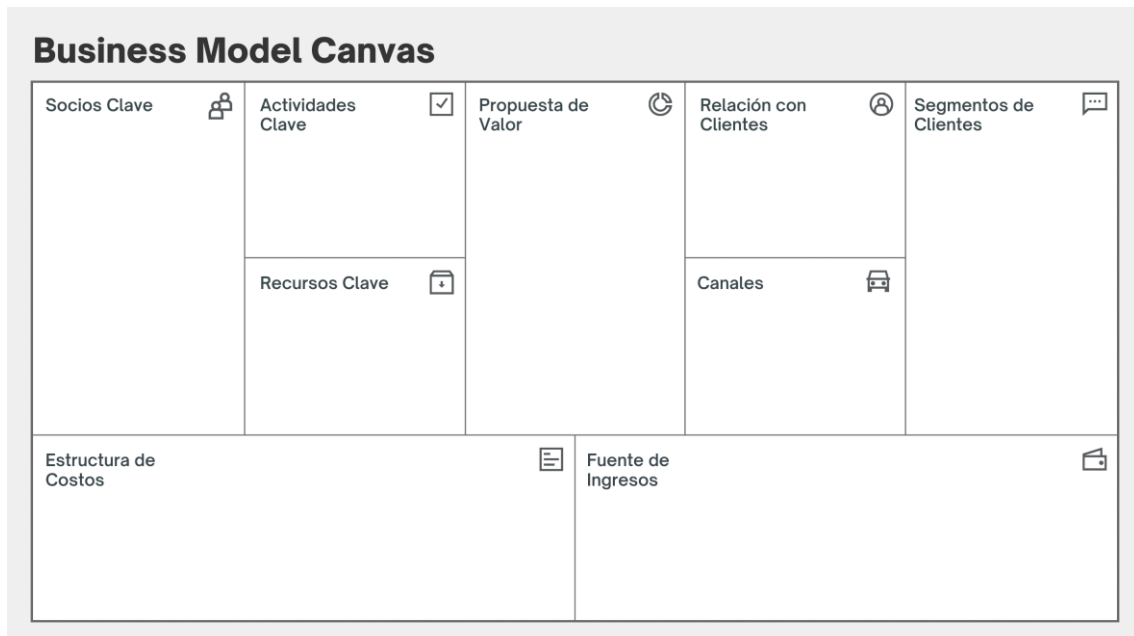 Business Model Canvas
Socios Clave
Actividades
Clave
Propuesta de
Valor
Relación con
Clientes
Segmentos de
Clientes
Recursos Clave
Canales
Estructura de
Costos
Fuente de
Ingresos